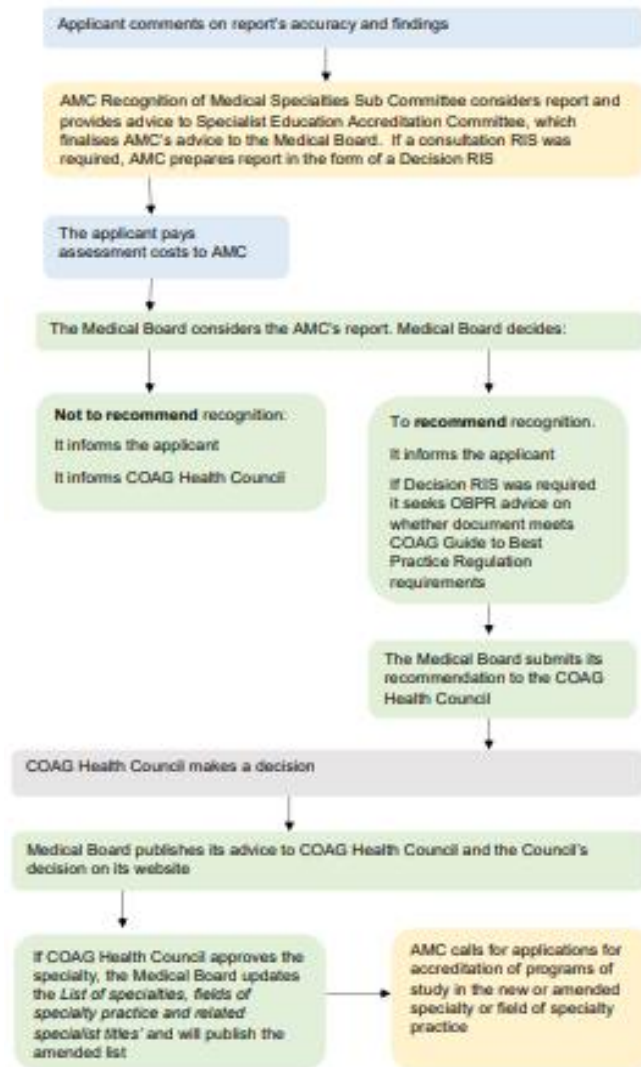 Applicant comments on report's accuracy and findings
AMC Recognition of Medical Specialties Sub Committee considers report and
provides advice to Specialist Education Accreditation Committee, which
finalises AMC's advice to the Medical Board. If a consultation RIS was
required, AMC prepares report in the form of a Decision RIS
The applicant pays
assessment costs to AMC
The Medical Board considers the AMC's report. Medical Board decides:
Not to recommend recognition:
It informs the applicant
It informs COAG Health Council
To recommend recognition.
It informs the applicant
If Decision RIS was required
it seeks OBPR advice on
whether document meets
COAG Guide to Best
Practice Regulation
requirements
The Medical Board submits its
recommendation to the COAG
Health Council
COAG Health Council makes a decision
Medical Board publishes its advice to COAG Health Council and the Council's
decision on its website
If COAG Health Council approves the
specialty, the Medical Board updates
the List of specialties, fields of
specialty practice and related
specialist titles' and will publish the
amended list
AMC calls for applications for
accreditation of programs of
study in the new or amended
specialty or field of specialty
practice